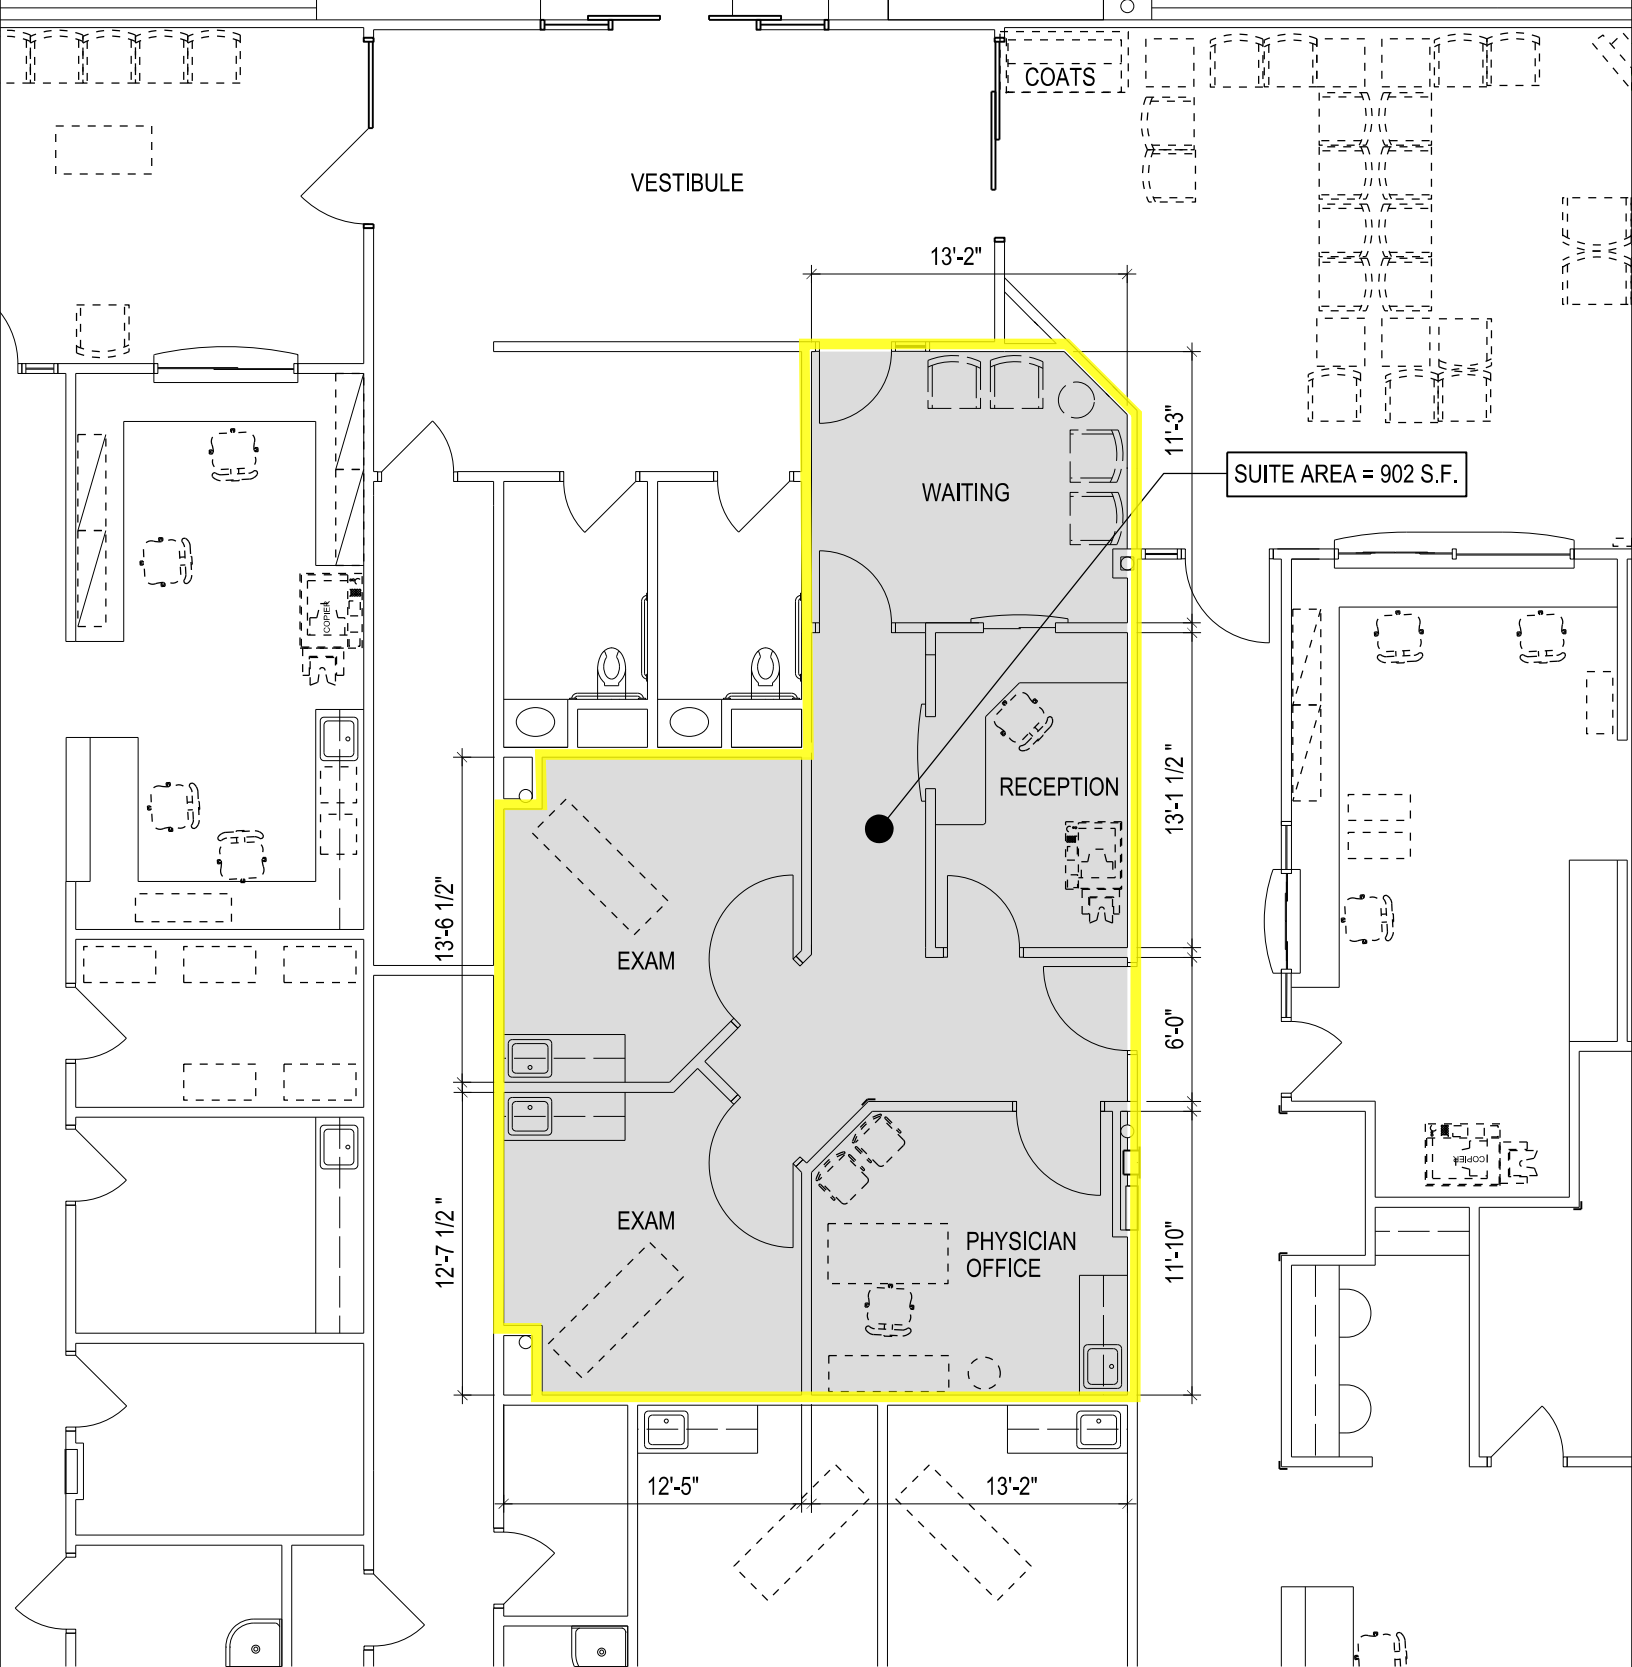 COATS
VESTIBULE
13'-2"
11'-3"
SUITE AREA = 902 S.F.
WAITING
COPIER
13'-1 1/2 "
RECEPTION
13'-6 1/2"
EXAM
6'-0"
COPIER
12'-7 1/2 "
EXAM
PHYSICIAN
OFFICE
11'-10"
12'-5"
13'-2"